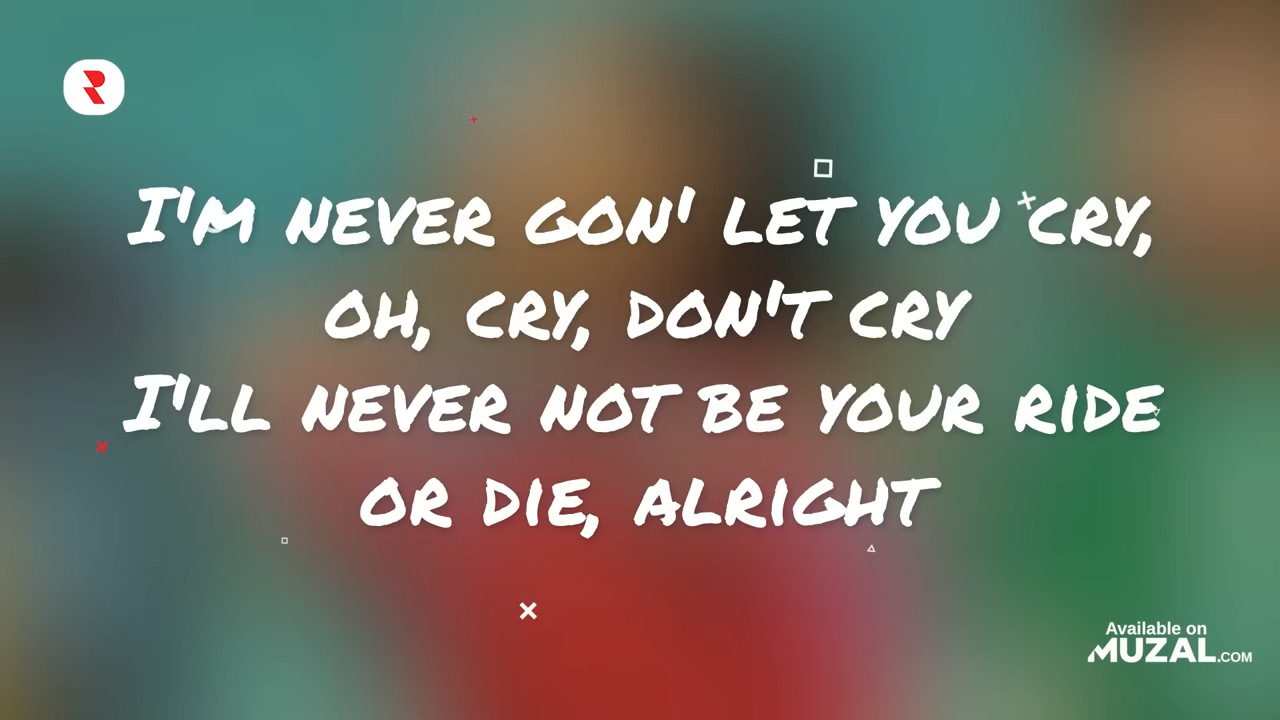 I'M NEVER GON' LET YOU CRY,
OH, CRY, DON'T CRY
I'LL NEVER NOT BE YOUR RIDE
OR DIE, ALRIGHT
Available on
MUZAL.COM